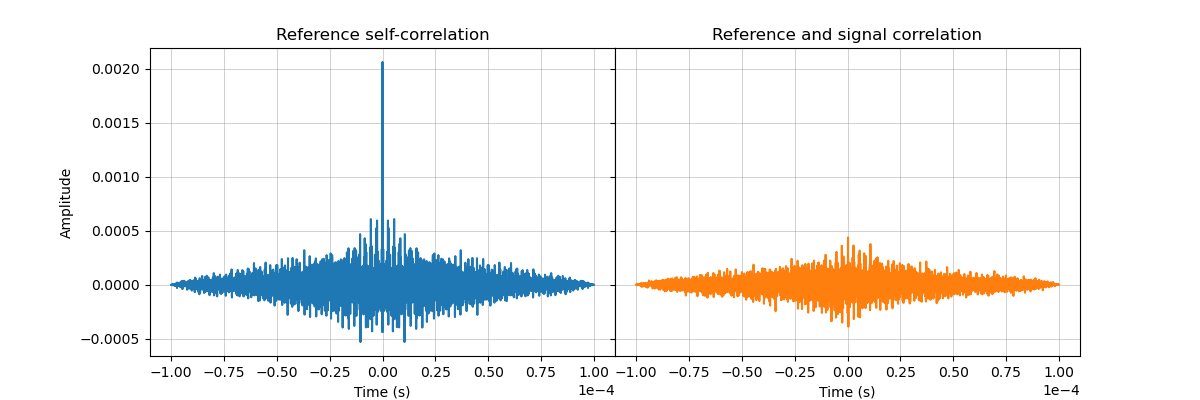 Reference self-correlation
Reference and signal correlation
Amplitude
0.0020
0.0015
0.0010
0.0005
0.0000
−0.0005
−1.00 −0.75 −0.50 −0.25 0.00 0.25 0.50 0.75 1.00
−1.00 −0.75 −0.50 −0.25 0.00 0.25 0.50 0.75 1.00
1e−4
1e−4
Time (s)
Time (s)